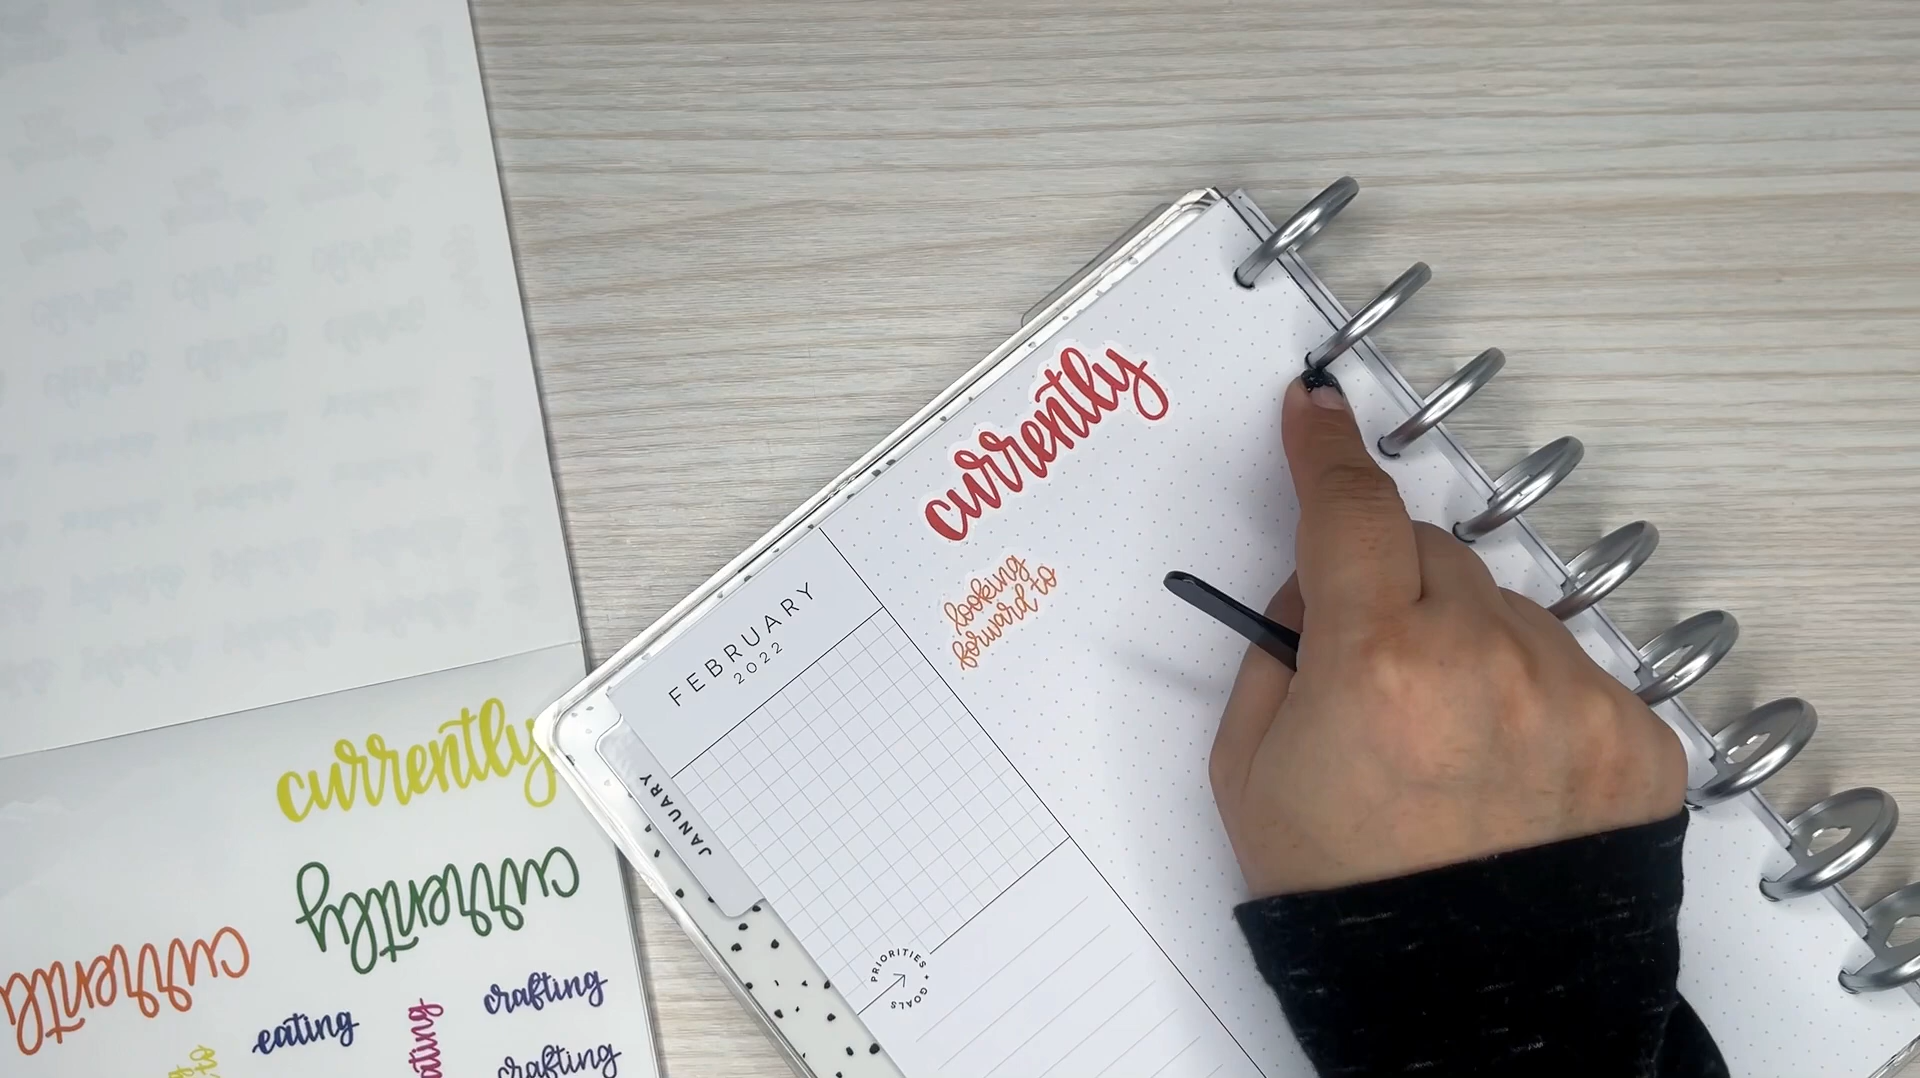 currently
looking
forward to
FEBRUARY
2022
JANUARY
PRIORITIES + GOALS
currently
currently
currently
crafting
eating
crafting